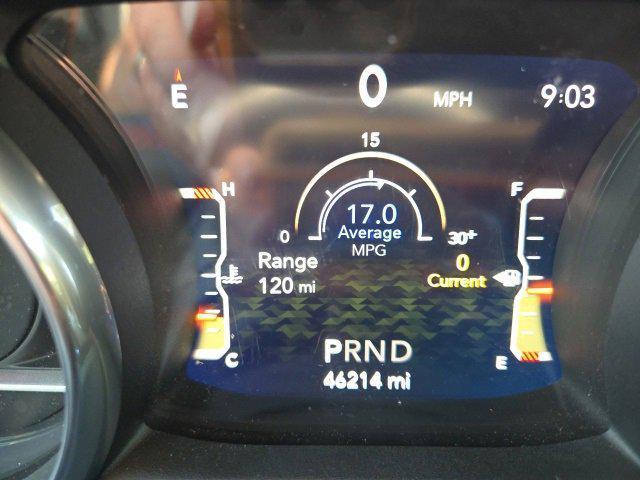 E
0 MPH
9:03
15
H
F
17.0
Average
MPG
0
30+
Range
120 mi
0
Current
C
PRND
E
46214 mi